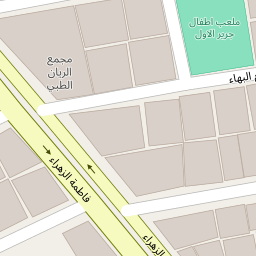 ملعب اطفال
جرير الاول
مجمع
الريان
الطبي
البهاء
فاطمة الزهراء
الزهراء